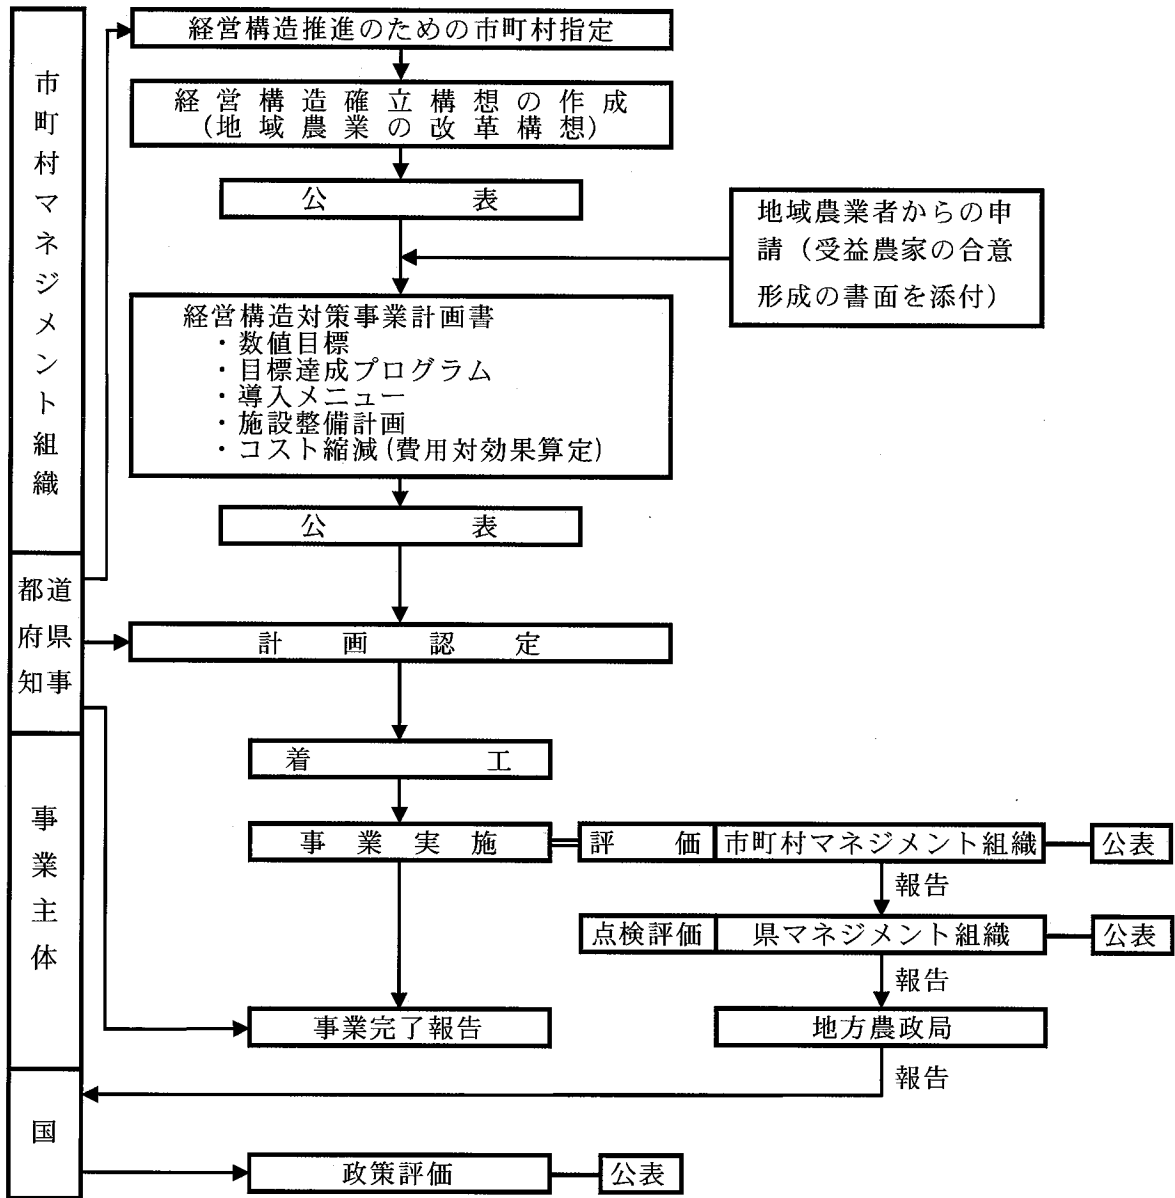 市町村マネジメント組織
都道
府県
知事
事業主体
国
経営構造推進のための市町村指定
経営構造確立構想の作成
(地域農業の改革構想)
公表
地域農業者からの申
請（受益農家の合意
形成の書面を添付）
経営構造対策事業計画書
・数値目標
・目標達成プログラム
・導入メニュー
・施設整備計画
・コスト縮減(費用対効果算定)
公表
計画認定
着工
事業実施
評価
市町村マネジメント組織
公表
報告
点検評価
県マネジメント組織
公表
報告
事業完了報告
地方農政局
報告
政策評価
公表